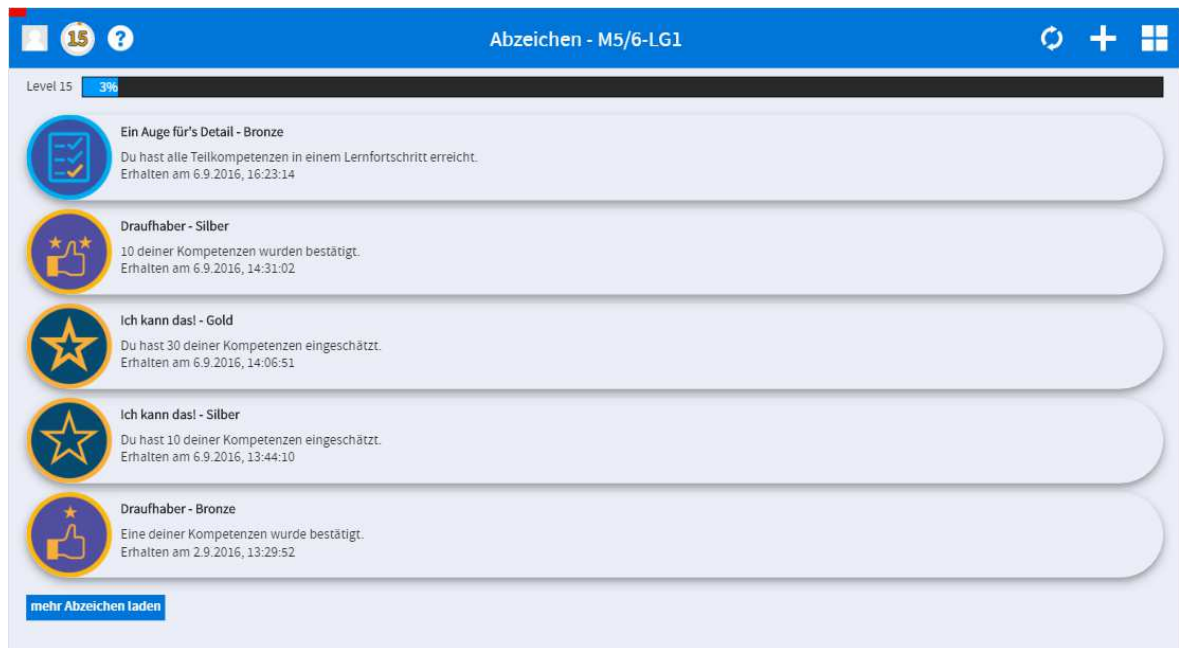 15
?
Abzeichen - M5/6-LG1
Level 15
3%
Ein Auge für's Detail - Bronze
Du hast alle Teilkompetenzen in einem Lernfortschritt erreicht.
Erhalten am 6.9.2016, 16:23:14
Draufhaber - Silber
10 deiner Kompetenzen wurden bestätigt.
Erhalten am 6.9.2016, 14:31:02
Ich kann das! - Gold
Du hast 30 deiner Kompetenzen eingeschätzt.
Erhalten am 6.9.2016, 14:06:51
Ich kann das! - Silber
Du hast 10 deiner Kompetenzen eingeschätzt.
Erhalten am 6.9.2016, 13:44:10
Draufhaber - Bronze
Eine deiner Kompetenzen wurde bestätigt.
Erhalten am 2.9.2016, 13:29:52
mehr Abzeichen laden